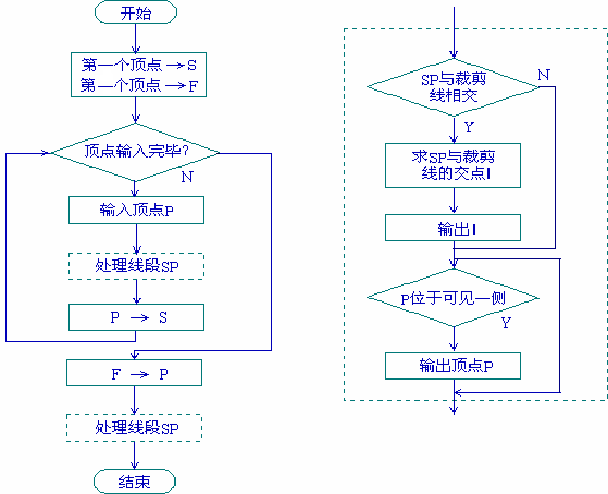 开始
第一个顶点→S
第一个顶点→F
顶点输入完毕?
N
输入顶点P
处理线段SP
P → S
F → P
处理线段SP
结束
SP与裁剪
线相交
N
Y
求SP与裁剪
线的交点I
输出I
P位于可见一侧
Y
输出顶点P